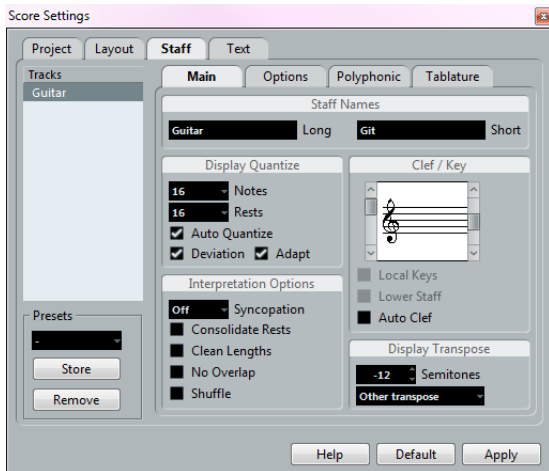 Score Settings
Project Layout Staff Text
Tracks
Guitar
Main Options Polyphonic Tablature
Staff Names
Guitar Long Git Short
Display Quantize
16 Notes
16 Rests
Auto Quantize
Deviation Adapt
Clef / Key
Local Keys
Lower Staff
Auto Clef
Interpretation Options
Off Syncopation
Consolidate Rests
Clean Lengths
No Overlap
Shuffle
Display Transpose
-12 Semitones
Other transpose
Presets
-
Store
Remove
Help Default Apply